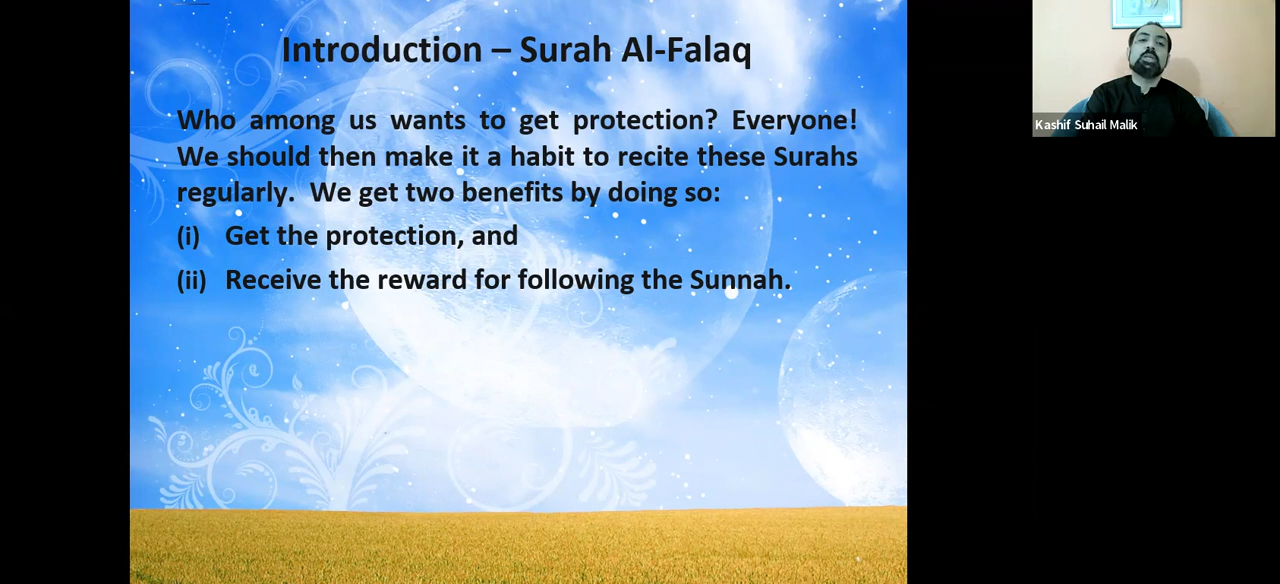 Introduction – Surah Al-Falaq
Who among us wants to get protection? Everyone!
We should then make it a habit to recite these Surahs
regularly. We get two benefits by doing so:
(i) Get the protection, and
(ii) Receive the reward for following the Sunnah.
Kashif Suhail Malik